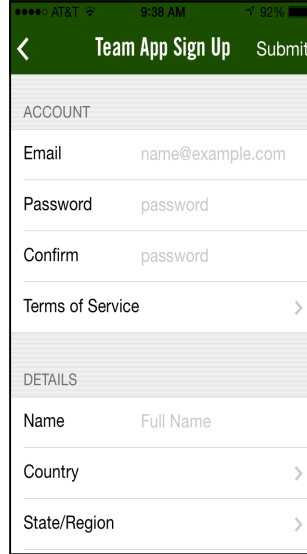 AT&T 9:38 AM 92%
Team App Sign Up Submit
ACCOUNT
Email name@example.com
Password password
Confirm password
Terms of Service
DETAILS
Name Full Name
Country
State/Region